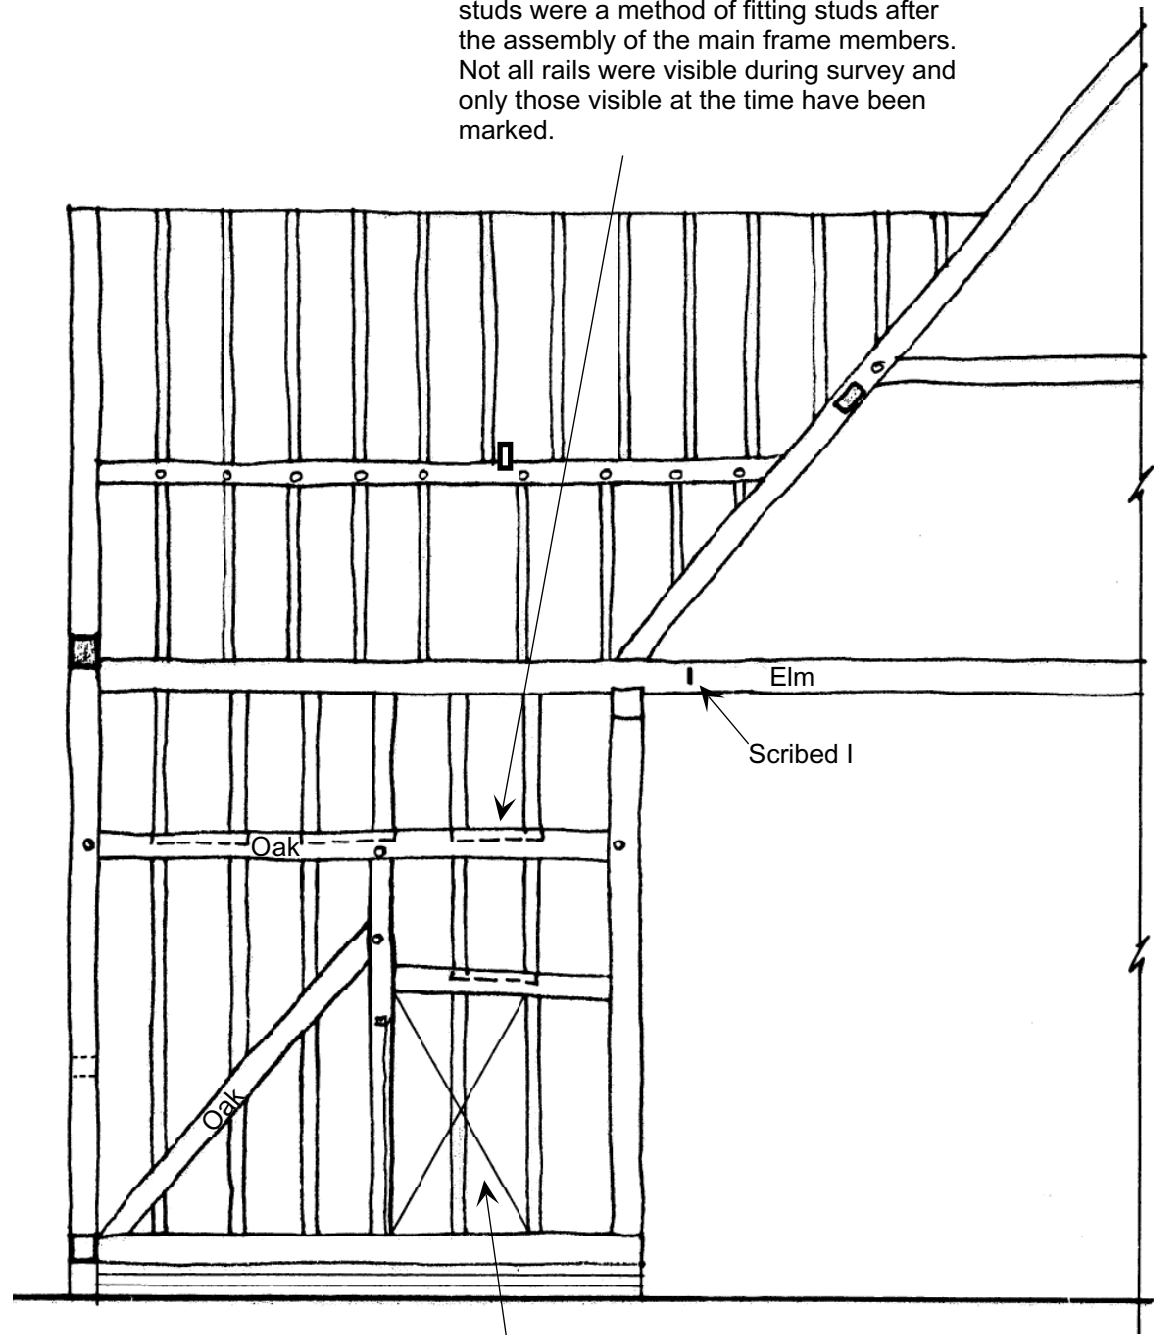 studs were a method of fitting studs after
the assembly of the main frame members.
Not all rails were visible during survey and
only those visible at the time have been
marked.
Elm
Scribed I
Oak
Oak